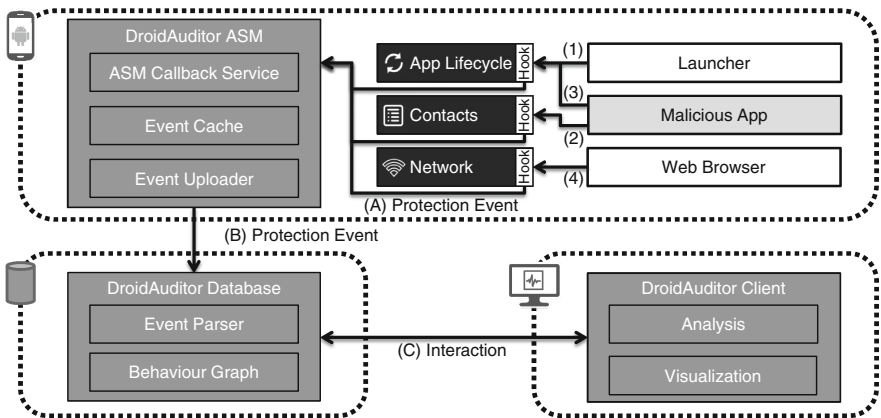 DroidAuditor ASM
ASM Callback Service
Event Cache
Event Uploader
App Lifecycle
Hook
(1)
Launcher
(3)
Contacts
Hook
Malicious App
(2)
Network
Hook
(4)
Web Browser
(A) Protection Event
(B) Protection Event
DroidAuditor Database
Event Parser
Behaviour Graph
(C) Interaction
DroidAuditor Client
Analysis
Visualization